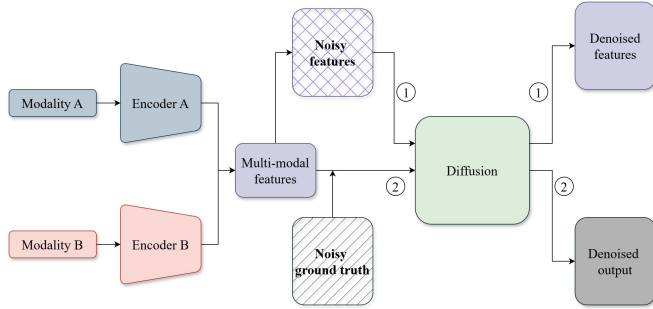 Noisy
features
Denoised
features
1
1
Modality A
Encoder A
Multi-modal
features
Diffusion
2
2
Modality B
Encoder B
Noisy
ground truth
Denoised
output